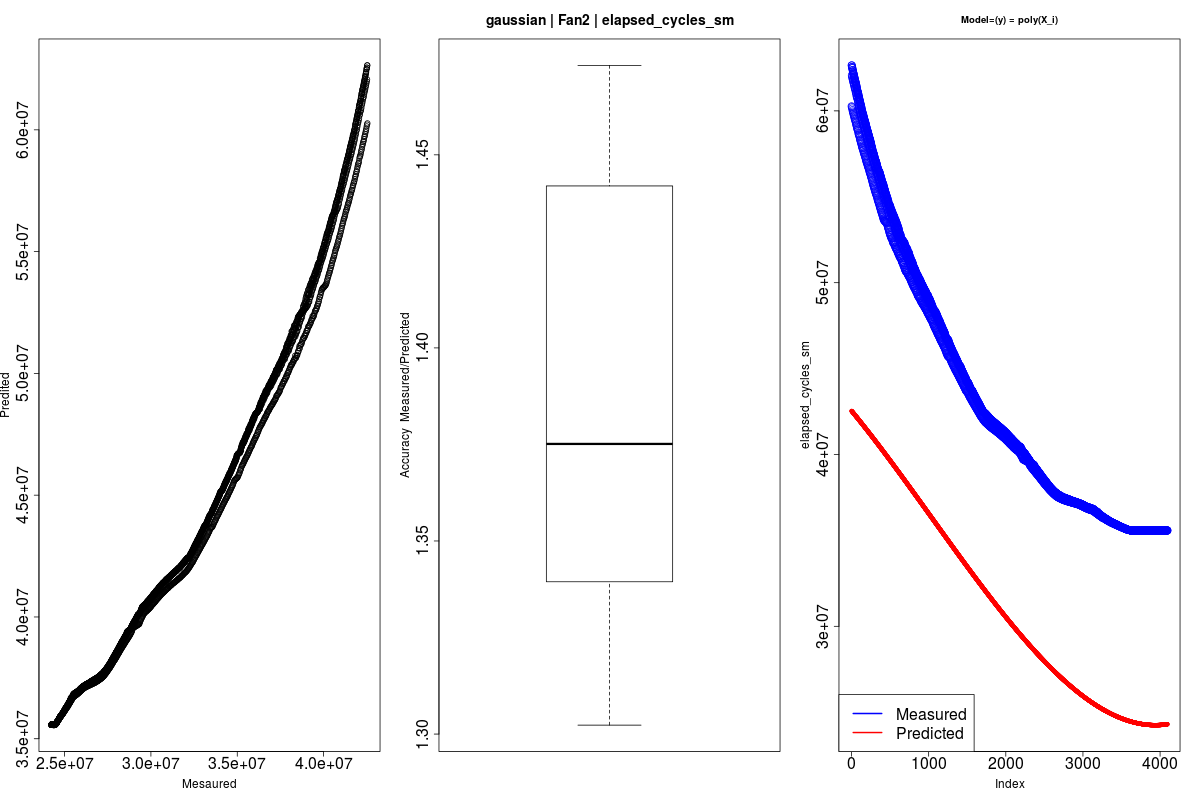 gaussian | Fan2 | elapsed_cycles_sm
Model=(y) = poly(X_i)
Predited
3.5e+07 4.0e+07 4.5e+07 5.0e+07 5.5e+07 6.0e+07
2.5e+07 3.0e+07 3.5e+07 4.0e+07
Mesaured
Accuracy Measured/Predicted
1.30 1.35 1.40 1.45
elapsed_cycles_sm
3e+07 4e+07 5e+07 6e+07
Measured
Predicted
0 1000 2000 3000 4000
Index